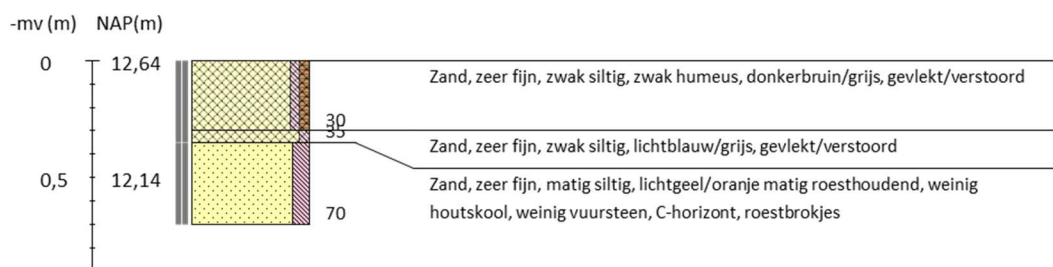 -mv (m) NAP(m)
0 12,64
Zand, zeer fijn, zwak siltig, zwak humeus, donkerbruin/grijs, gevlekt/verstoord
30
35
Zand, zeer fijn, zwak siltig, lichtblauw/grijs, gevlekt/verstoord
0,5 12,14
Zand, zeer fijn, matig siltig, lichtgeel/oranje matig roesthoudend, weinig
houtskool, weinig vuursteen, C-horizont, roestbrokjes
70